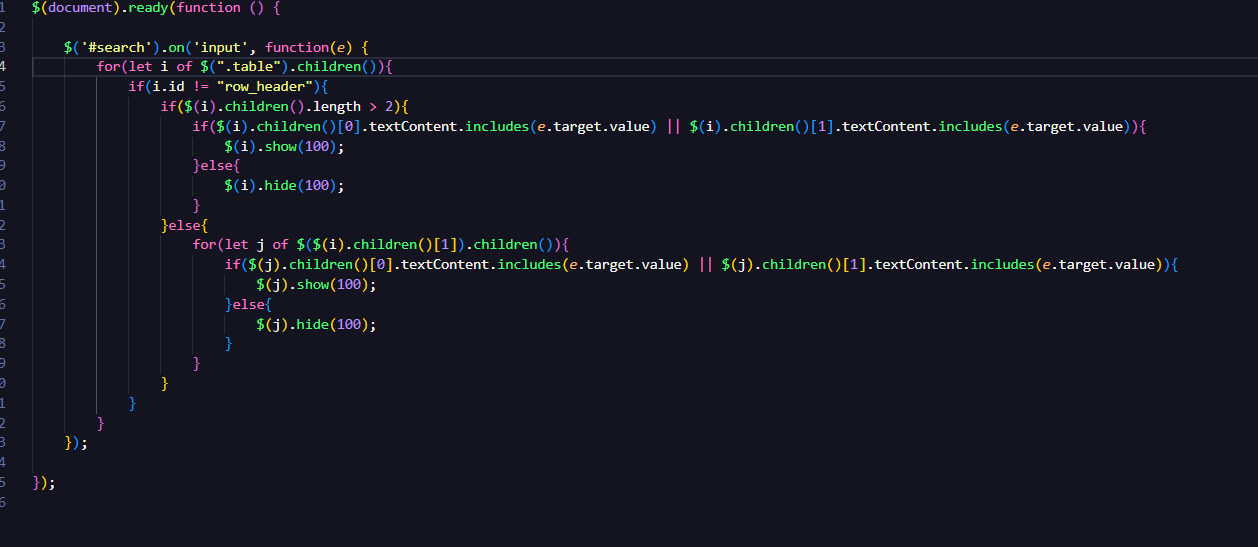 1 $(document).ready(function () {
2
3 $('#search').on('input', function(e) {
4 for(let i of $(".table").children()){
5 if(i.id != "row_header"){
6 if($(i).children().length > 2){
7 if($(i).children()[0].textContent.includes(e.target.value) || $(i).children()[1].textContent.includes(e.target.value)){
8 $(i).show(100);
9 }else{
0 $(i).hide(100);
1 }
2 }else{
3 for(let j of $($(i).children()[1]).children()){
4 if($(j).children()[0].textContent.includes(e.target.value) || $(j).children()[1].textContent.includes(e.target.value)){
5 $(j).show(100);
6 }else{
7 $(j).hide(100);
8 }
9 }
0 }
1 }
2 }
3 });
4
5 });
6